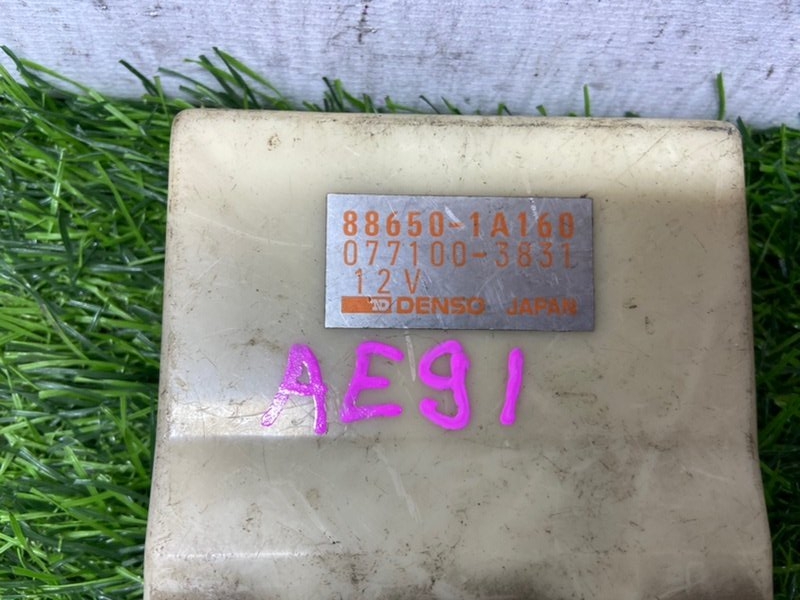 88650-1A160
077100-3831
12V
DENSO JAPAN
AE91